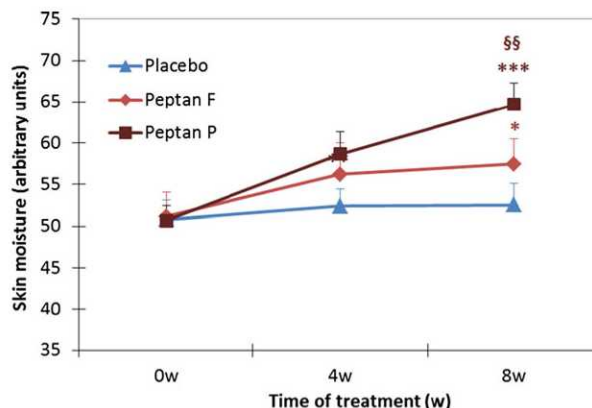 75
70
65
60
55
50
45
40
35
Skin moisture (arbitrary units)
Placebo
Peptan F
Peptan P
§§
***
*
0w
4w
8w
Time of treatment (w)